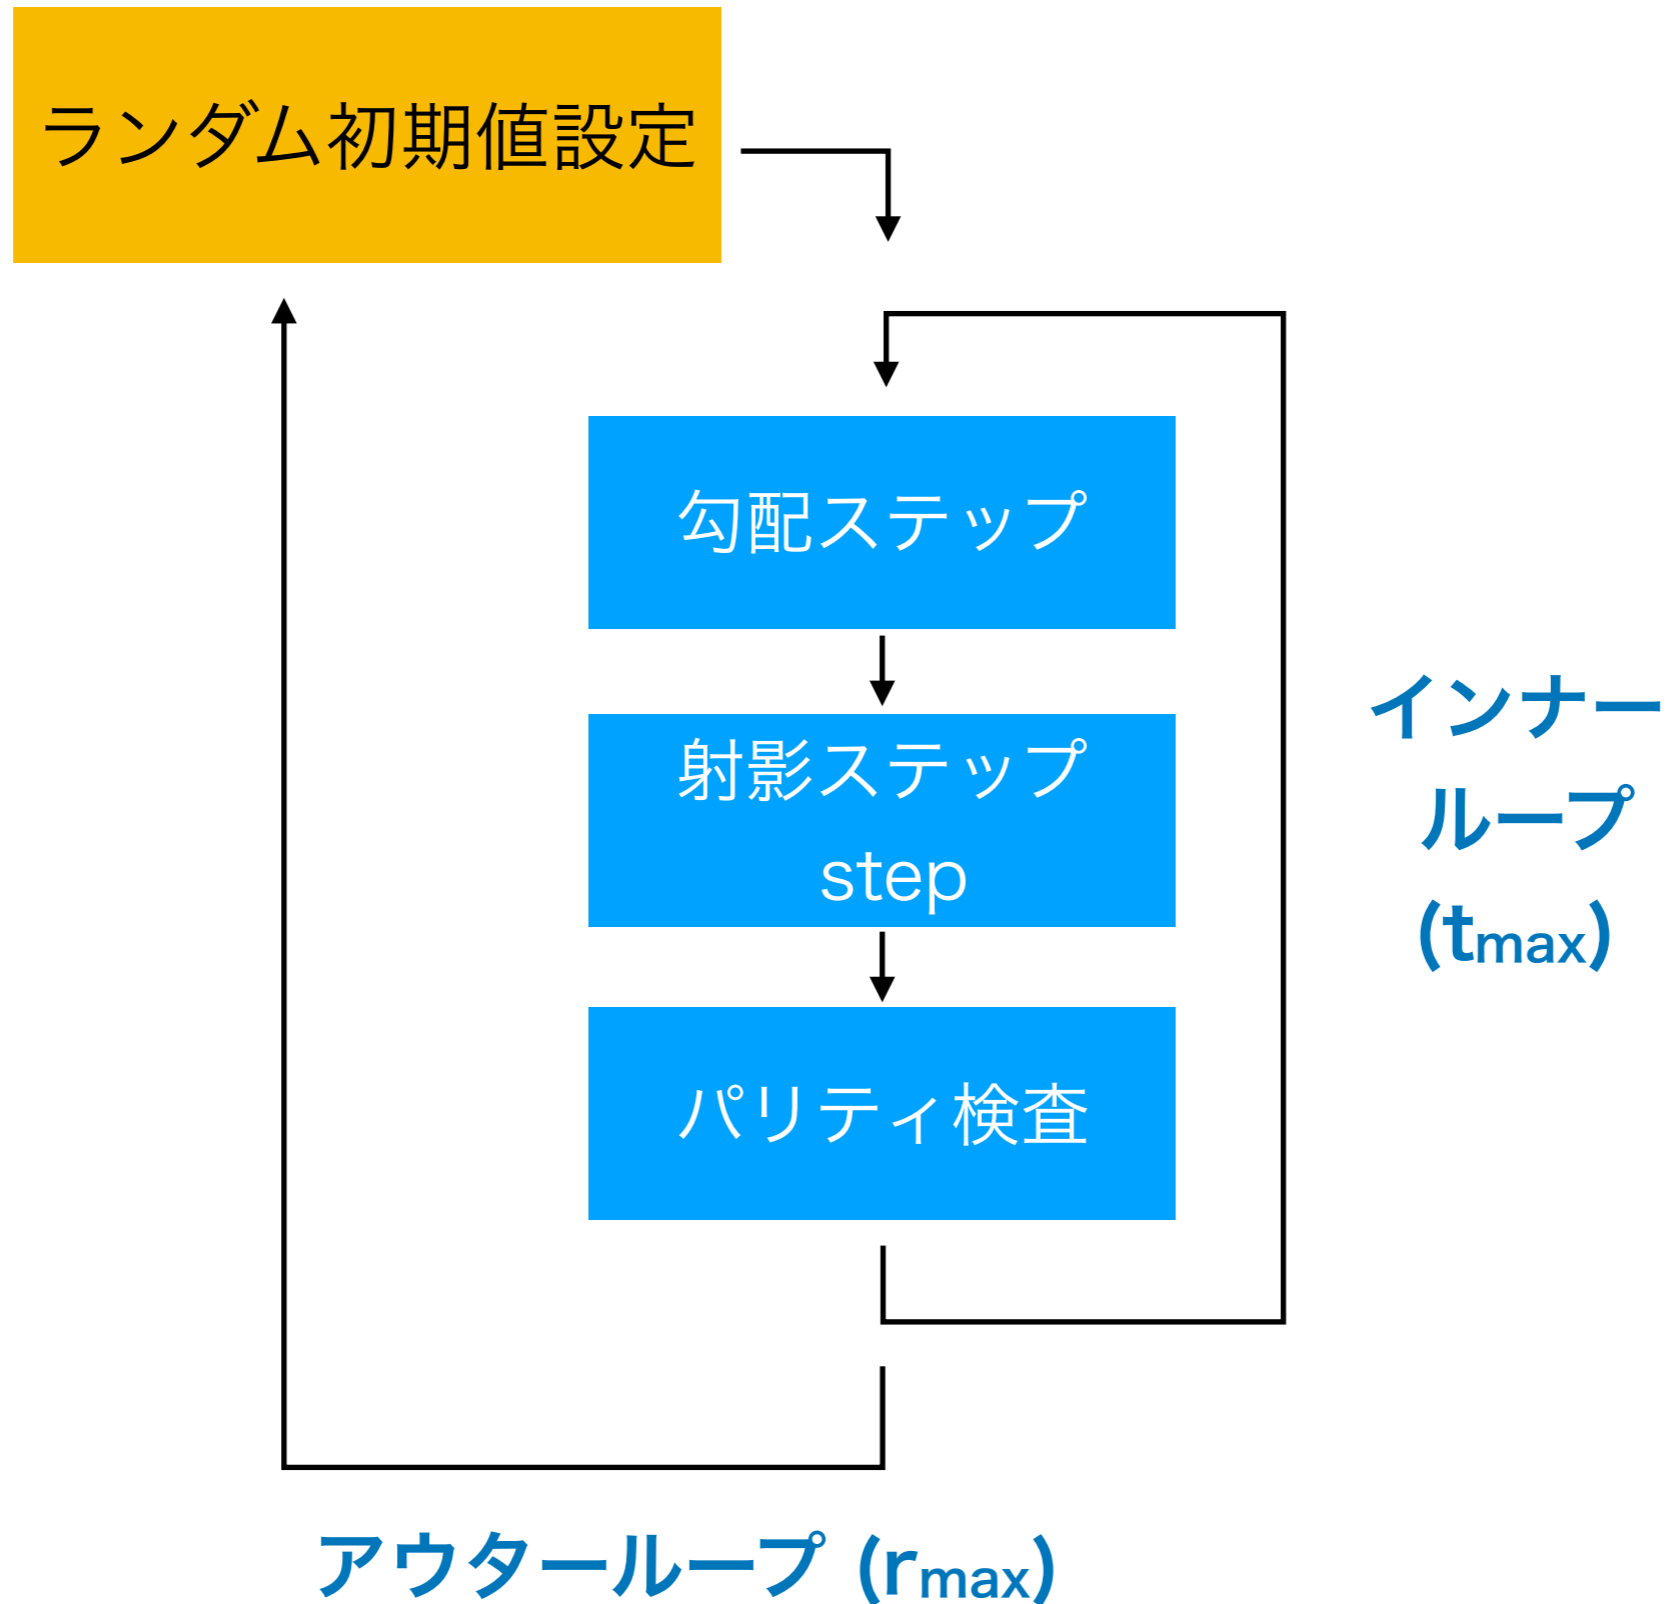 ランダム初期値設定
勾配ステップ
射影ステップ
step
パリティ検査
インナー
ループ
(tmax)
アウターループ (rmax)